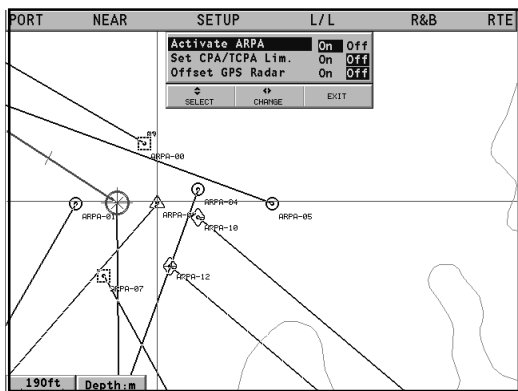 PORT NEAR SETUP L/L R&B RTE
Activate ARPA On Off
Set CPA/TCPA Lim. On Off
Offset GPS Radar On Off
SELECT CHANGE EXIT
ARPA-00
ARPA-04
ARPA-01
ARPA-05
ARPA-10
ARPA-12
ARPA-07
190ft Depth:m